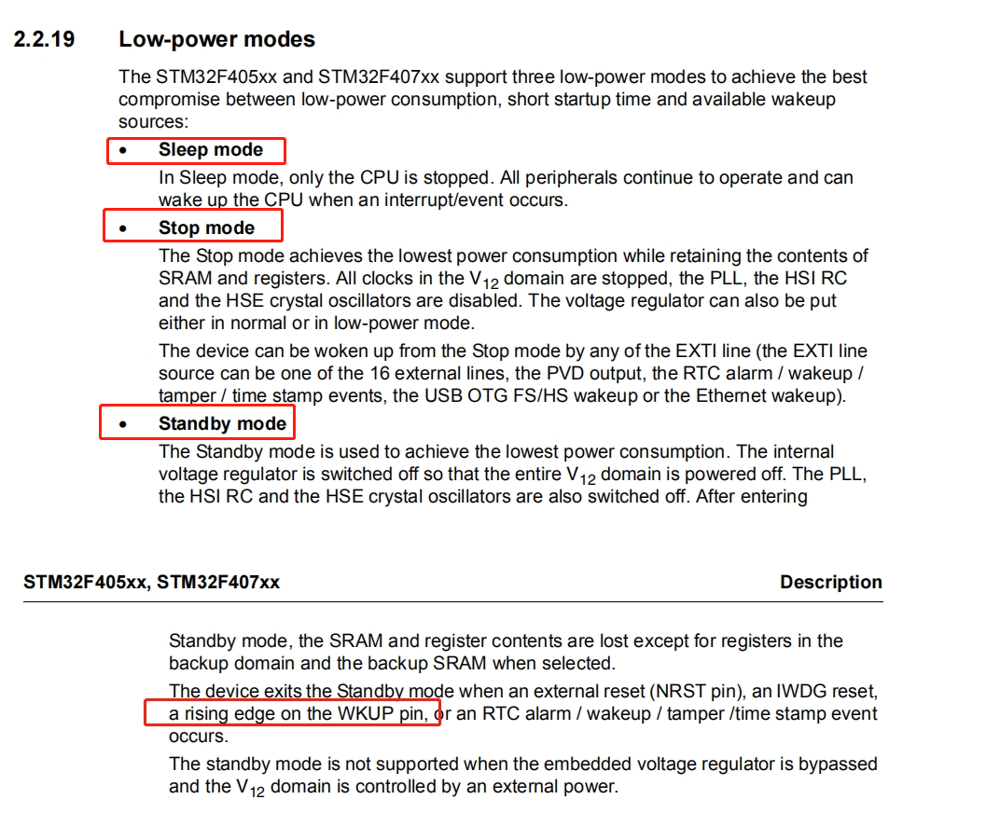 2.2.19 Low-power modes
The STM32F405xx and STM32F407xx support three low-power modes to achieve the best
compromise between low-power consumption, short startup time and available wakeup
sources:
• Sleep mode
In Sleep mode, only the CPU is stopped. All peripherals continue to operate and can
wake up the CPU when an interrupt/event occurs.
• Stop mode
The Stop mode achieves the lowest power consumption while retaining the contents of
SRAM and registers. All clocks in the V12 domain are stopped, the PLL, the HSI RC
and the HSE crystal oscillators are disabled. The voltage regulator can also be put
either in normal or in low-power mode.
The device can be woken up from the Stop mode by any of the EXTI line (the EXTI line
source can be one of the 16 external lines, the PVD output, the RTC alarm / wakeup /
tamper / time stamp events, the USB OTG FS/HS wakeup or the Ethernet wakeup).
• Standby mode
The Standby mode is used to achieve the lowest power consumption. The internal
voltage regulator is switched off so that the entire V12 domain is powered off. The PLL,
the HSI RC and the HSE crystal oscillators are also switched off. After entering
STM32F405xx, STM32F407xx Description
Standby mode, the SRAM and register contents are lost except for registers in the
backup domain and the backup SRAM when selected.
The device exits the Standby mode when an external reset (NRST pin), an IWDG reset,
a rising edge on the WKUP pin, or an RTC alarm / wakeup / tamper /time stamp event
occurs.
The standby mode is not supported when the embedded voltage regulator is bypassed
and the V12 domain is controlled by an external power.